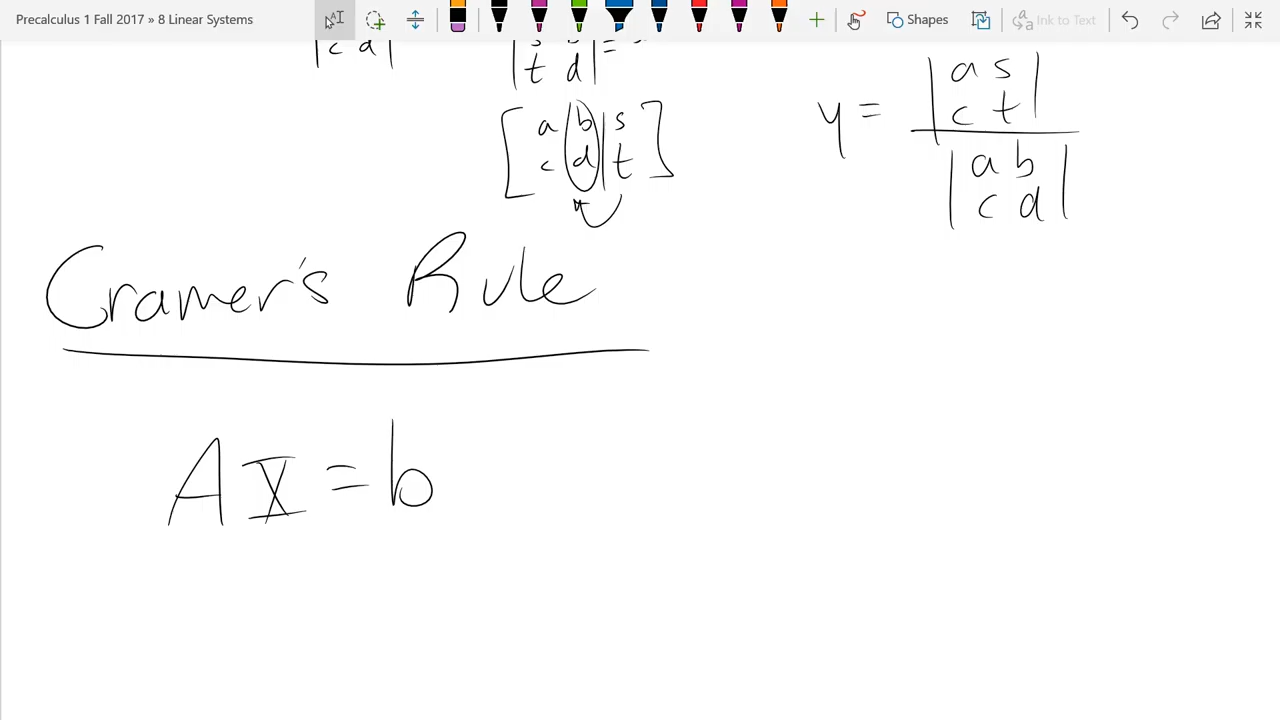 Precalculus 1 Fall 2017 » 8 Linear Systems
Shapes
Ink to Text
|c d|
|s b| =
|t d|
[a b | s]
[c d | t]
y = |a s|
|c t|
|a b|
|c d|
Cramer's Rule
AX = b